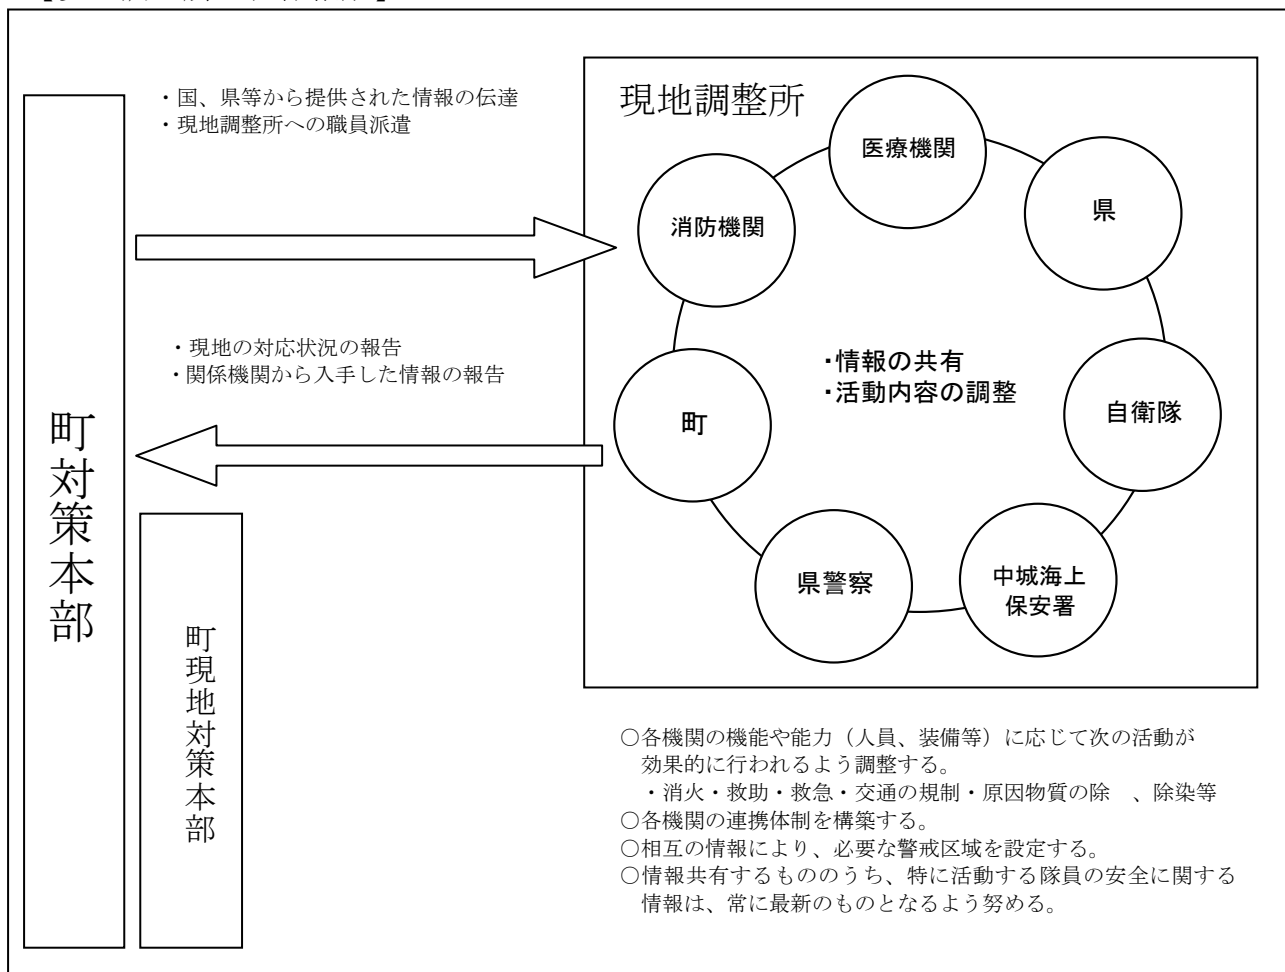 ・国、県等から提供された情報の伝達
・現地調整所への職員派遣
・現地の対応状況の報告
・関係機関から入手した情報の報告
町対策本部
町現地対策本部
現地調整所
医療機関
県
消防機関
・情報の共有
・活動内容の調整
町
自衛隊
県警察
中城海上
保安署
○各機関の機能や能力（人員、装備等）に応じて次の活動が
効果的に行われるよう調整する。
・消火・救助・救急・交通の規制・原因物質の除　、除染等
○各機関の連携体制を構築する。
○相互の情報により、必要な警戒区域を設定する。
○情報共有するもののうち、特に活動する隊員の安全に関する
情報は、常に最新のものとなるよう努める。